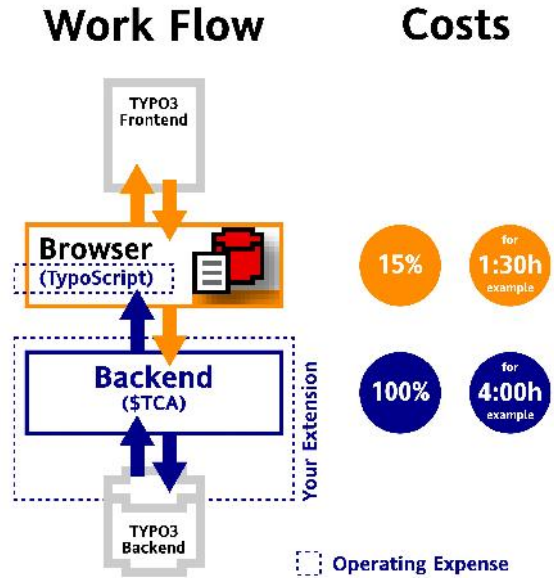 Work Flow
Costs
TYPO3
Frontend
Browser
(TypoScript)
15%
for
1:30h
example
Backend
($TCA)
100%
for
4:00h
example
Your Extension
TYPO3
Backend
Operating Expense